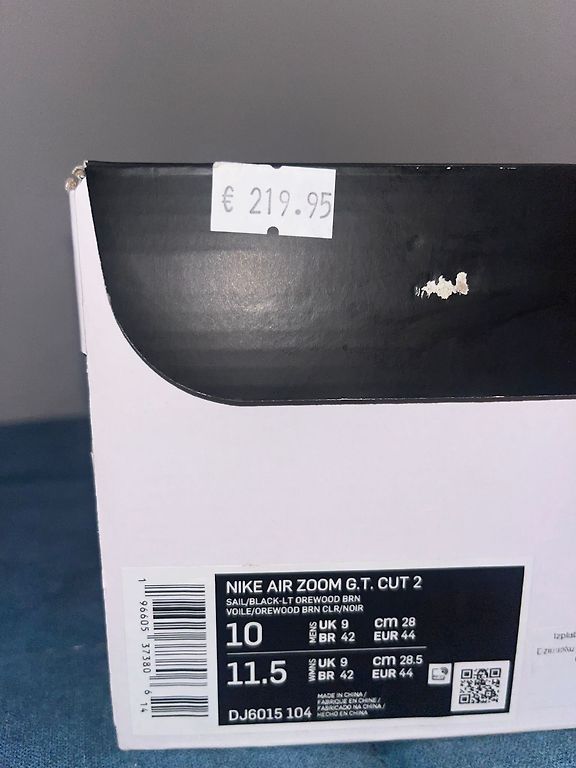 € 219.95
NIKE AIR ZOOM G.T. CUT 2
SAIL/BLACK-LT OREWOOD BRN
VOILE/OREWOOD BRN CLR/NOIR
10 MENS UK 9 CM 28
BR 42 EUR 44
11.5 WMNS UK 9 CM 28.5
BR 42 EUR 44
MADE IN CHINA /
FABRIQUE EN CHINE /
FABRICADO NA CHINA /
HECHO EN CHINA
DJ6015 104
1 96605 37380 6 14